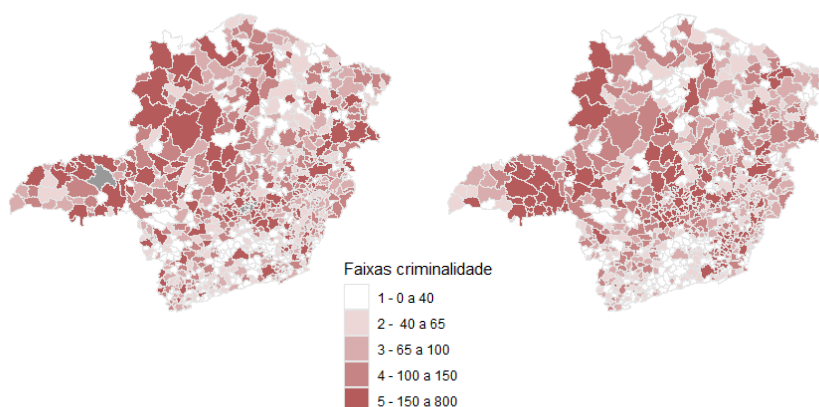 Faixas criminalidade
1 - 0 a 40
2 - 40 a 65
3 - 65 a 100
4 - 100 a 150
5 - 150 a 800